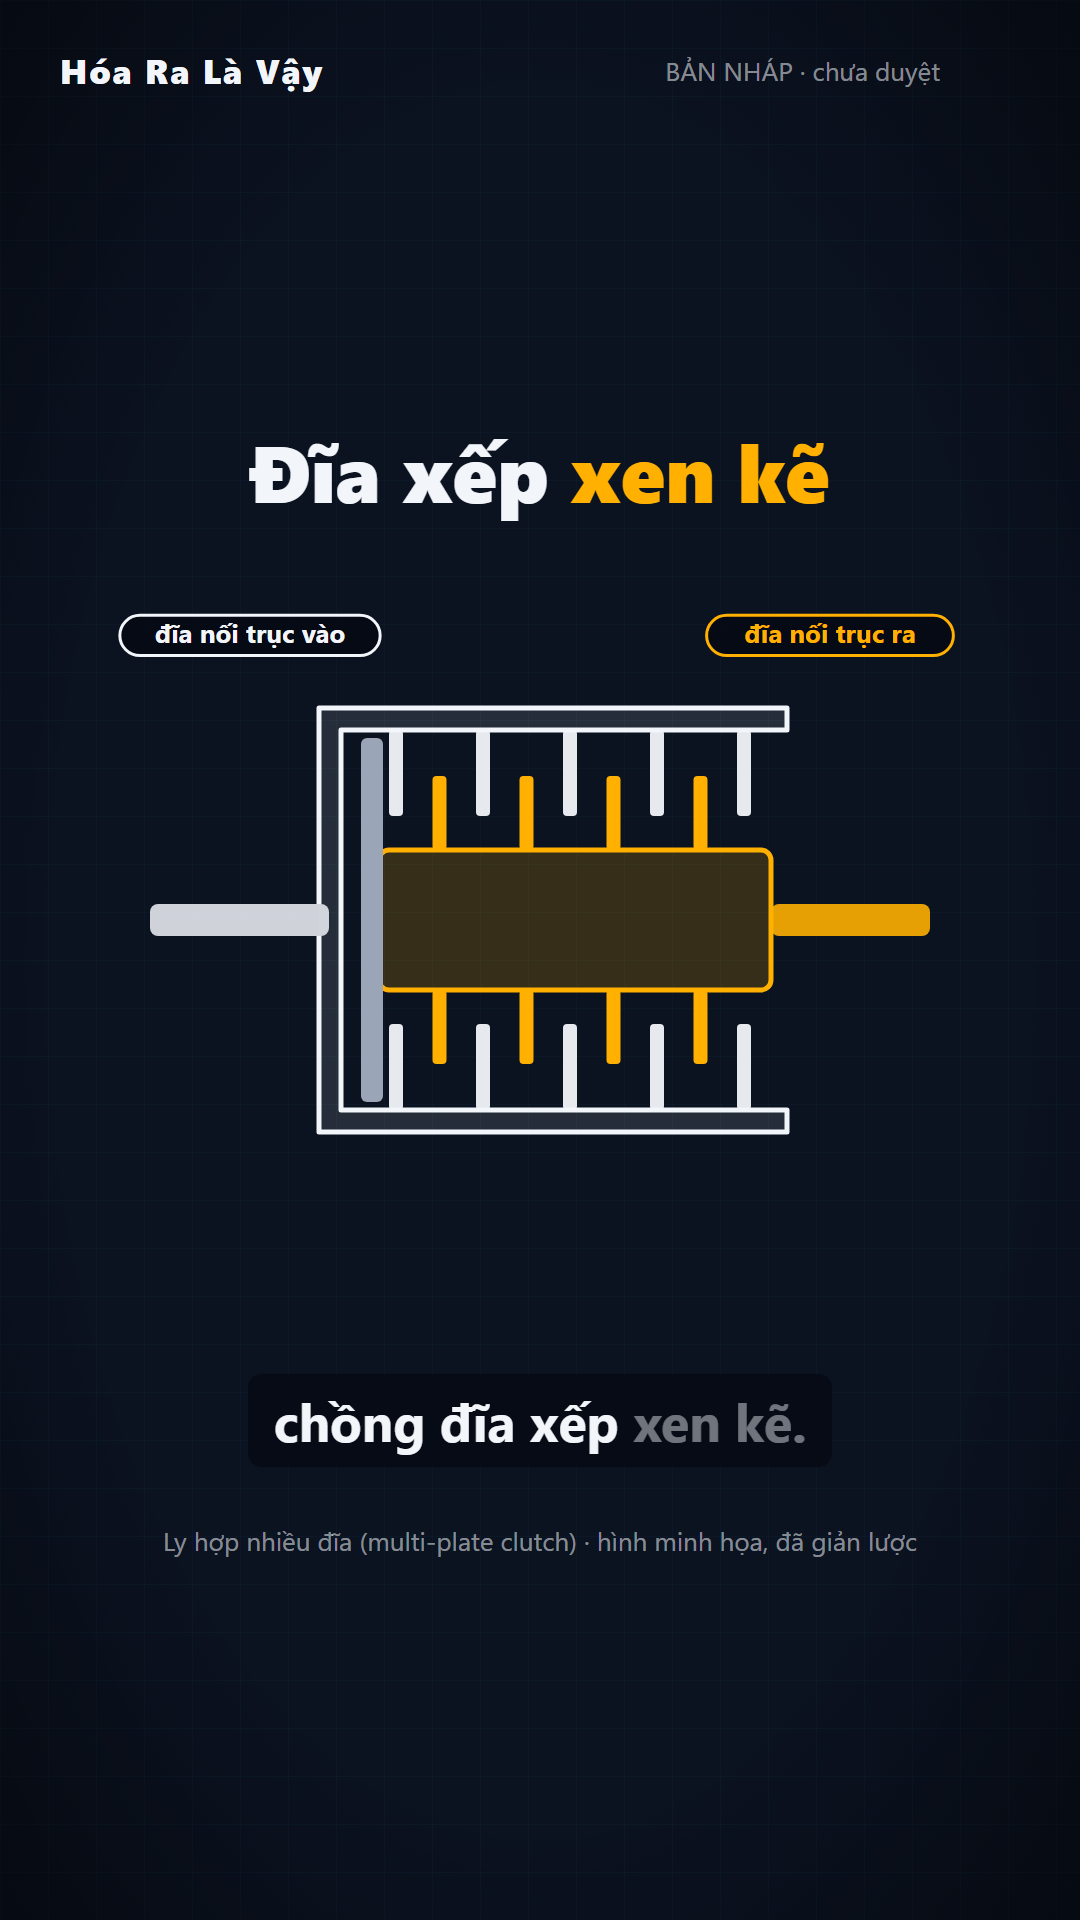 Hóa Ra Là Vậy
BẢN NHÁP · chưa duyệt
Đĩa xếp xen kẽ
đĩa nối trục vào
đĩa nối trục ra
chồng đĩa xếp xen kẽ.
Ly hợp nhiều đĩa (multi-plate clutch) · hình minh họa, đã giản lược